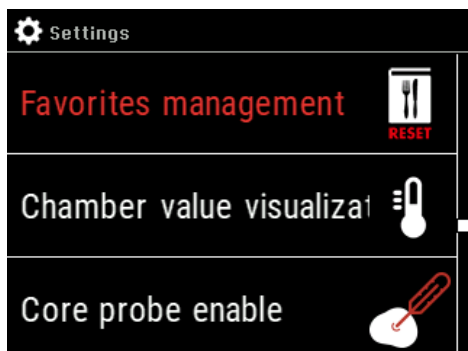 Settings
Favorites management
RESET
Chamber value visualizat
Core probe enable